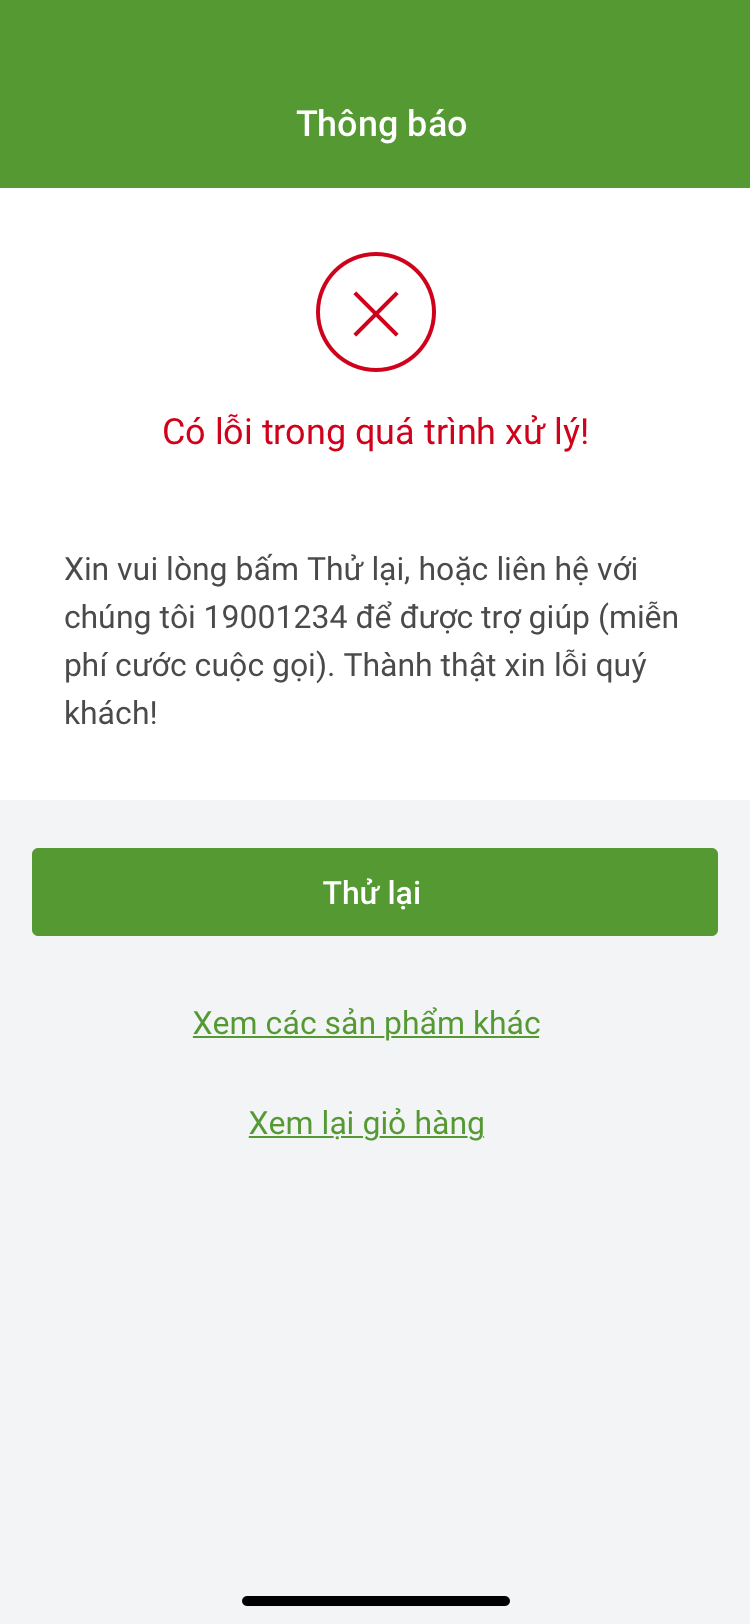 Thông báo
Có lỗi trong quá trình xử lý!
Xin vui lòng bấm Thử lại, hoặc liên hệ với
chúng tôi 19001234 để được trợ giúp (miễn
phí cước cuộc gọi). Thành thật xin lỗi quý
khách!
Thử lại
Xem các sản phẩm khác
Xem lại giỏ hàng